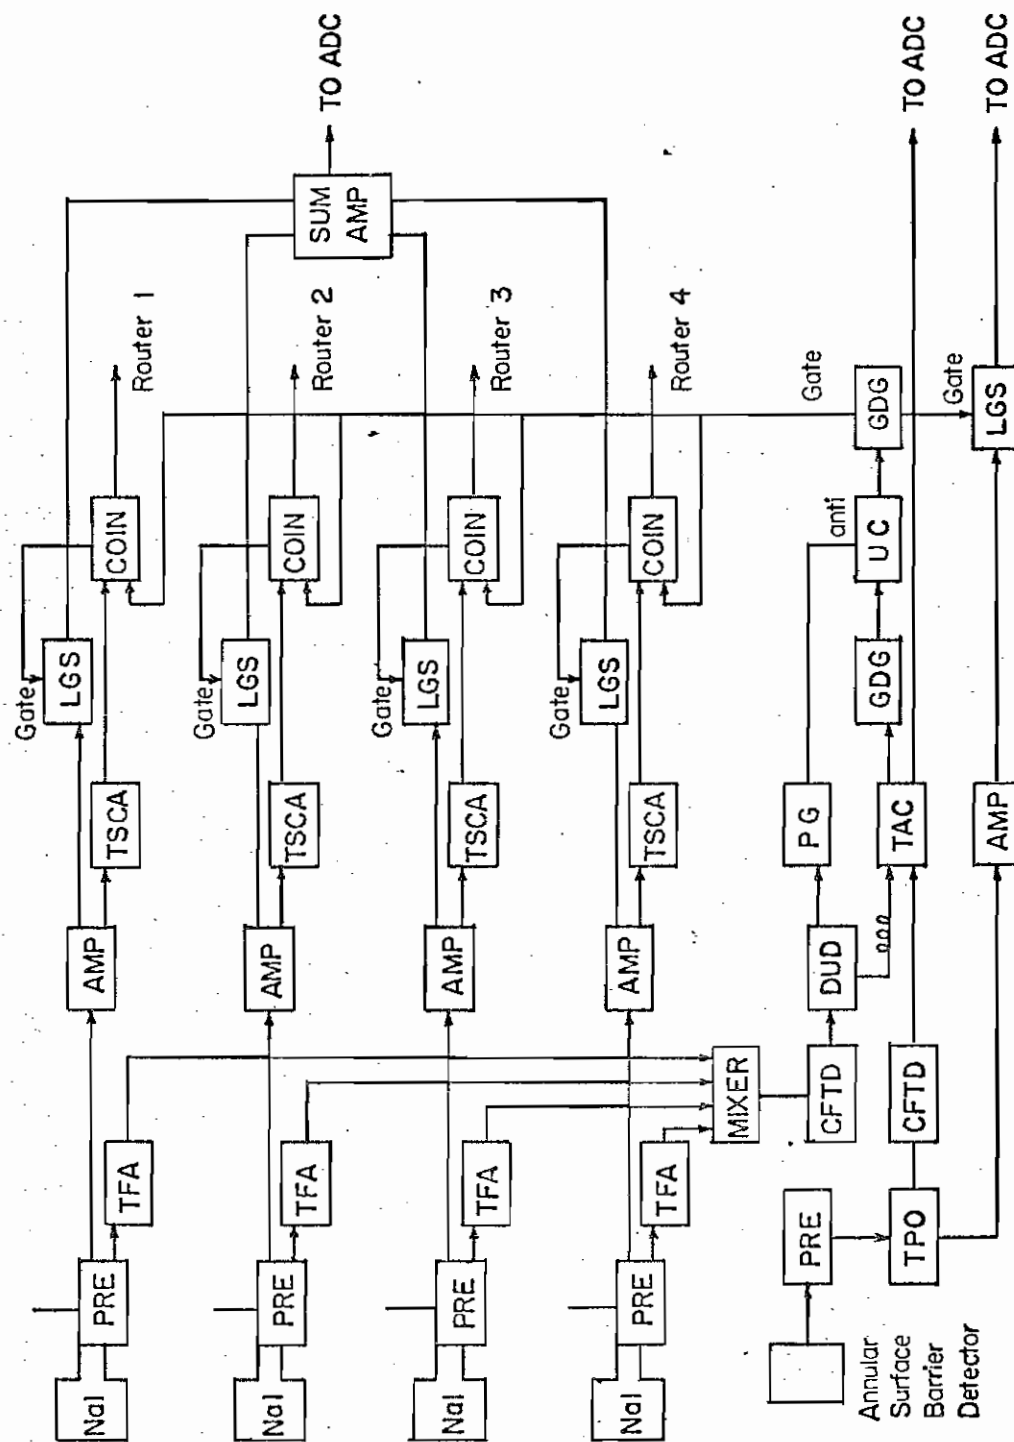 NaI
PRE
TFA
AMP
TSCA
Gate
LGS
COIN
Router 1
NaI
PRE
TFA
AMP
TSCA
Gate
LGS
COIN
Router 2
SUM
AMP
TO ADC
NaI
PRE
TFA
AMP
TSCA
Gate
LGS
COIN
Router 3
NaI
PRE
TFA
AMP
TSCA
Gate
LGS
COIN
Router 4
MIXER
CFTD
DUD
PG
anti
UC
Gate
GDG
Annular
Surface
Barrier
Detector
PRE
TPO
CFTD
TAC
GDG
TO ADC
AMP
Gate
LGS
TO ADC